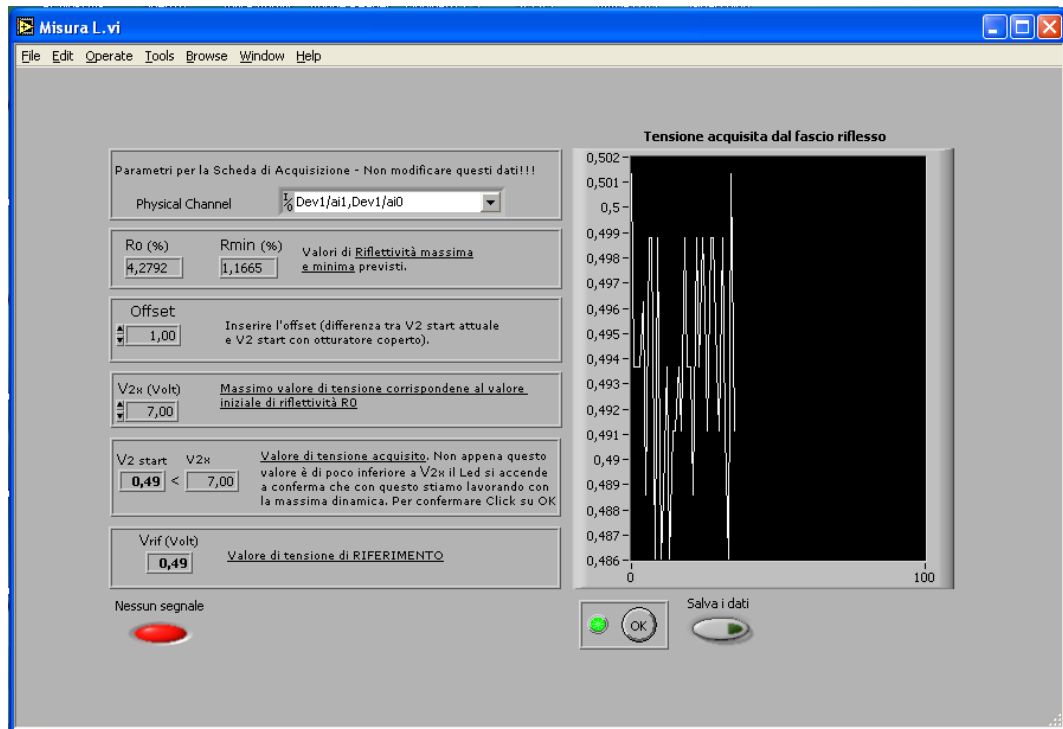 Misura L.vi
File Edit Operate Tools Browse Window Help
Parametri per la Scheda di Acquisizione - Non modificare questi dati!!!
Physical Channel
I/O Dev1/ai1,Dev1/ai0
Ro (%) Rmin (%)
4,2792 1,1665
Valori di Riflettività massima
e minima previsti.
Offset
1,00
Inserire l'offset (differenza tra V2 start attuale
e V2 start con otturatore coperto).
V2x (Volt)
7,00
Massimo valore di tensione corrispondene al valore
iniziale di riflettività R0
V2 start V2x
0,49 < 7,00
Valore di tensione acquisito. Non appena questo
valore è di poco inferiore a V2x il Led si accende
a conferma che con questo stiamo lavorando con
la massima dinamica. Per confermare Click su OK
Vrif (Volt)
0,49
Valore di tensione di RIFERIMENTO
Nessun segnale
Tensione acquisita dal fascio riflesso
0,502
0,501
0,5
0,499
0,498
0,497
0,496
0,495
0,494
0,493
0,492
0,491
0,49
0,489
0,488
0,487
0,486
0 100
OK
Salva i dati